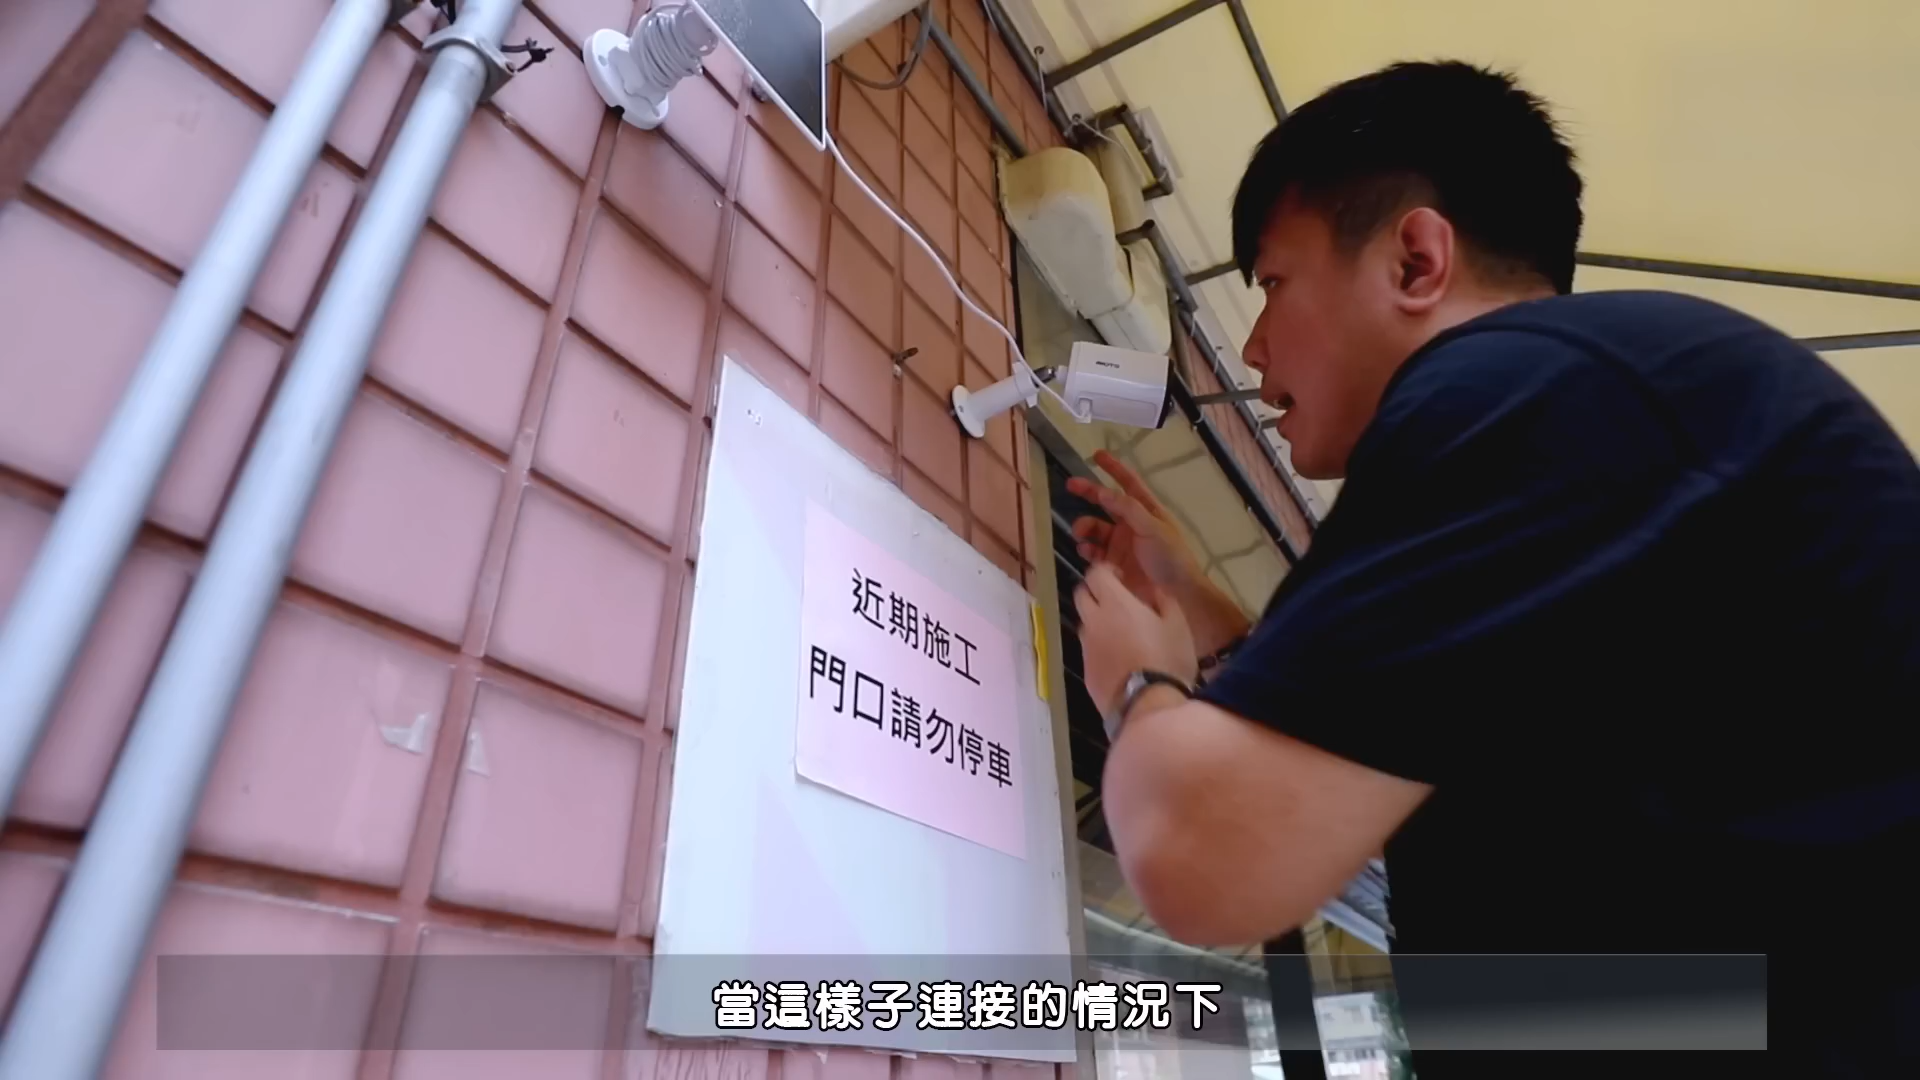 近期施工
門口請勿停車
當這樣子連接的情況下